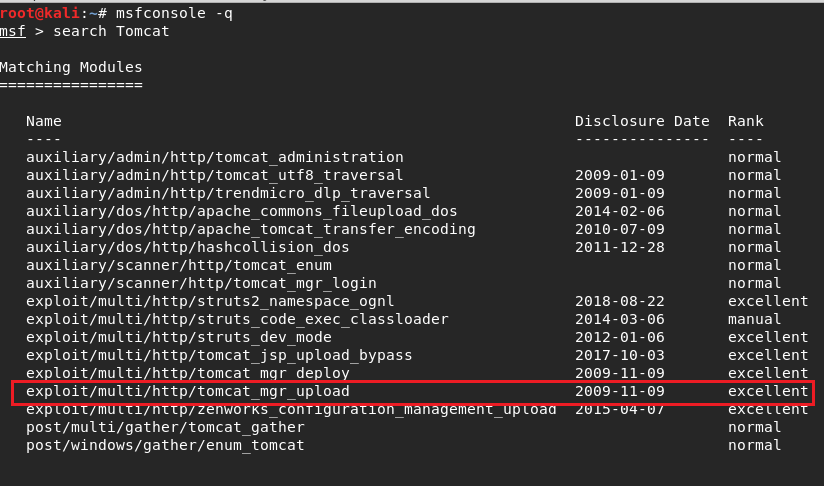 root@kali:~# msfconsole -q
msf > search Tomcat
Matching Modules
================
Name Disclosure Date Rank
---- --------------- ----
auxiliary/admin/http/tomcat_administration normal
auxiliary/admin/http/tomcat_utf8_traversal 2009-01-09 normal
auxiliary/admin/http/trendmicro_dlp_traversal 2009-01-09 normal
auxiliary/dos/http/apache_commons_fileupload_dos 2014-02-06 normal
auxiliary/dos/http/apache_tomcat_transfer_encoding 2010-07-09 normal
auxiliary/dos/http/hashcollision_dos 2011-12-28 normal
auxiliary/scanner/http/tomcat_enum normal
auxiliary/scanner/http/tomcat_mgr_login normal
exploit/multi/http/struts2_namespace_ognl 2018-08-22 excellent
exploit/multi/http/struts_code_exec_classloader 2014-03-06 manual
exploit/multi/http/struts_dev_mode 2012-01-06 excellent
exploit/multi/http/tomcat_jsp_upload_bypass 2017-10-03 excellent
exploit/multi/http/tomcat_mgr_deploy 2009-11-09 excellent
exploit/multi/http/tomcat_mgr_upload 2009-11-09 excellent
exploit/multi/http/zenworks_configuration_management_upload 2015-04-07 excellent
post/multi/gather/tomcat_gather normal
post/windows/gather/enum_tomcat normal